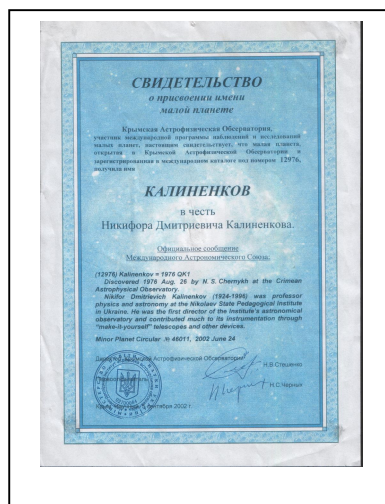 СВИДЕТЕЛЬСТВО
о присвоении имени
малой планете
Крымская Астрофизическая Обсерватория,
участник международной программы наблюдений и исследований
малых планет, настоящим свидетельствует, что малая планета,
открытая в Крымской Астрофизической Обсерватории и
зарегистрированная в международном каталоге под номером 12976,
получила имя
КАЛИНЕНКОВ
в честь
Никифора Дмитриевича Калиненкова.
Официальное сообщение
Международного Астрономического Союза:
(12976) Kalinenkov = 1976 QK1
Discovered 1976 Aug. 26 by N. S. Chernykh at the Crimean
Astrophysical Observatory.
Nikifor Dmitrievich Kalinenkov (1924-1996) was professor
physics and astronomy at the Nikolaev State Pedagogical Institute
in Ukraine. He was the first director of the Institute's astronomical
observatory and contributed much to its instrumentation through
"make-it-yourself" telescopes and other devices.
Minor Planet Circular № 46011, 2002 June 24
Астрофизической Обсерватории
Н.В.Стешенко
Н.С.Черных
2002 г.